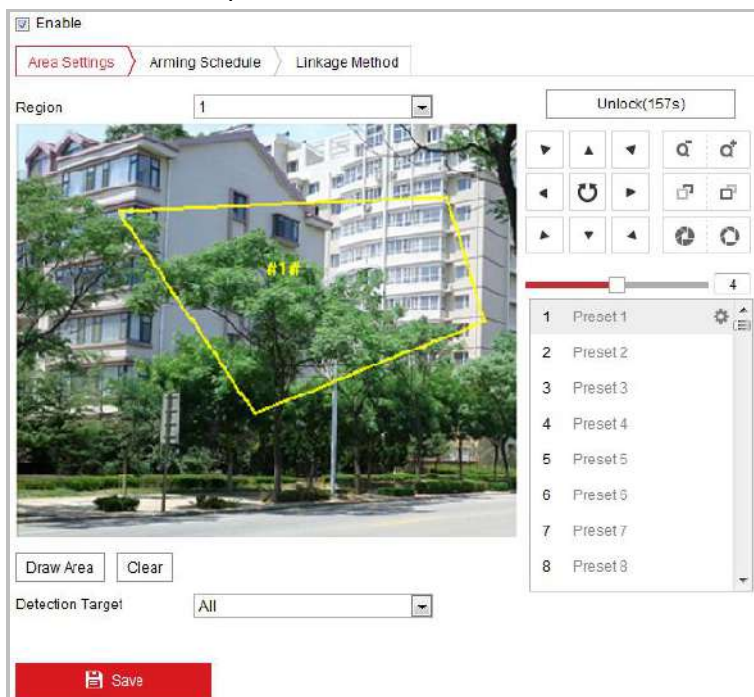 Enable
Area Settings Arming Schedule Linkage Method
Region 1
Unlock(157s)
#1#
4
1 Preset 1
2 Preset 2
3 Preset 3
4 Preset 4
5 Preset 5
6 Preset 6
7 Preset 7
8 Preset 8
Draw Area Clear
Detection Target All
Save